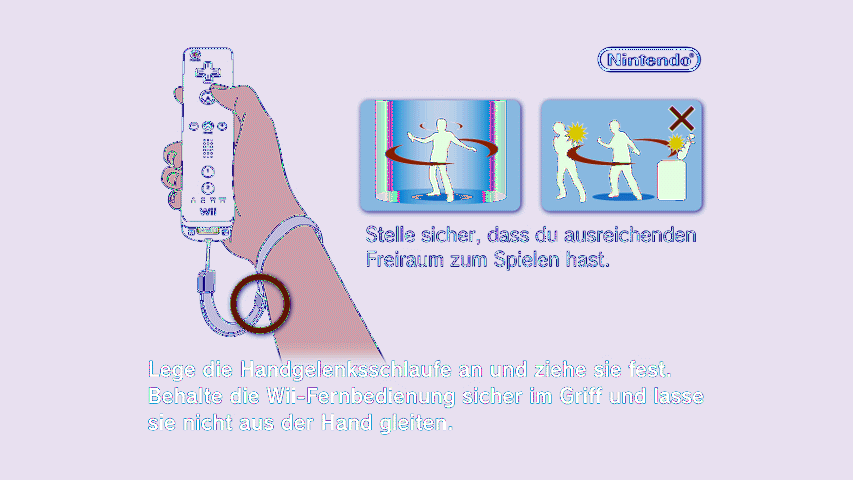 Nintendo®
Wii
Stelle sicher, dass du ausreichenden
Freiraum zum Spielen hast.
Lege die Handgelenksschlaufe an und ziehe sie fest.
Behalte die Wii-Fernbedienung sicher im Griff und lasse
sie nicht aus der Hand gleiten.